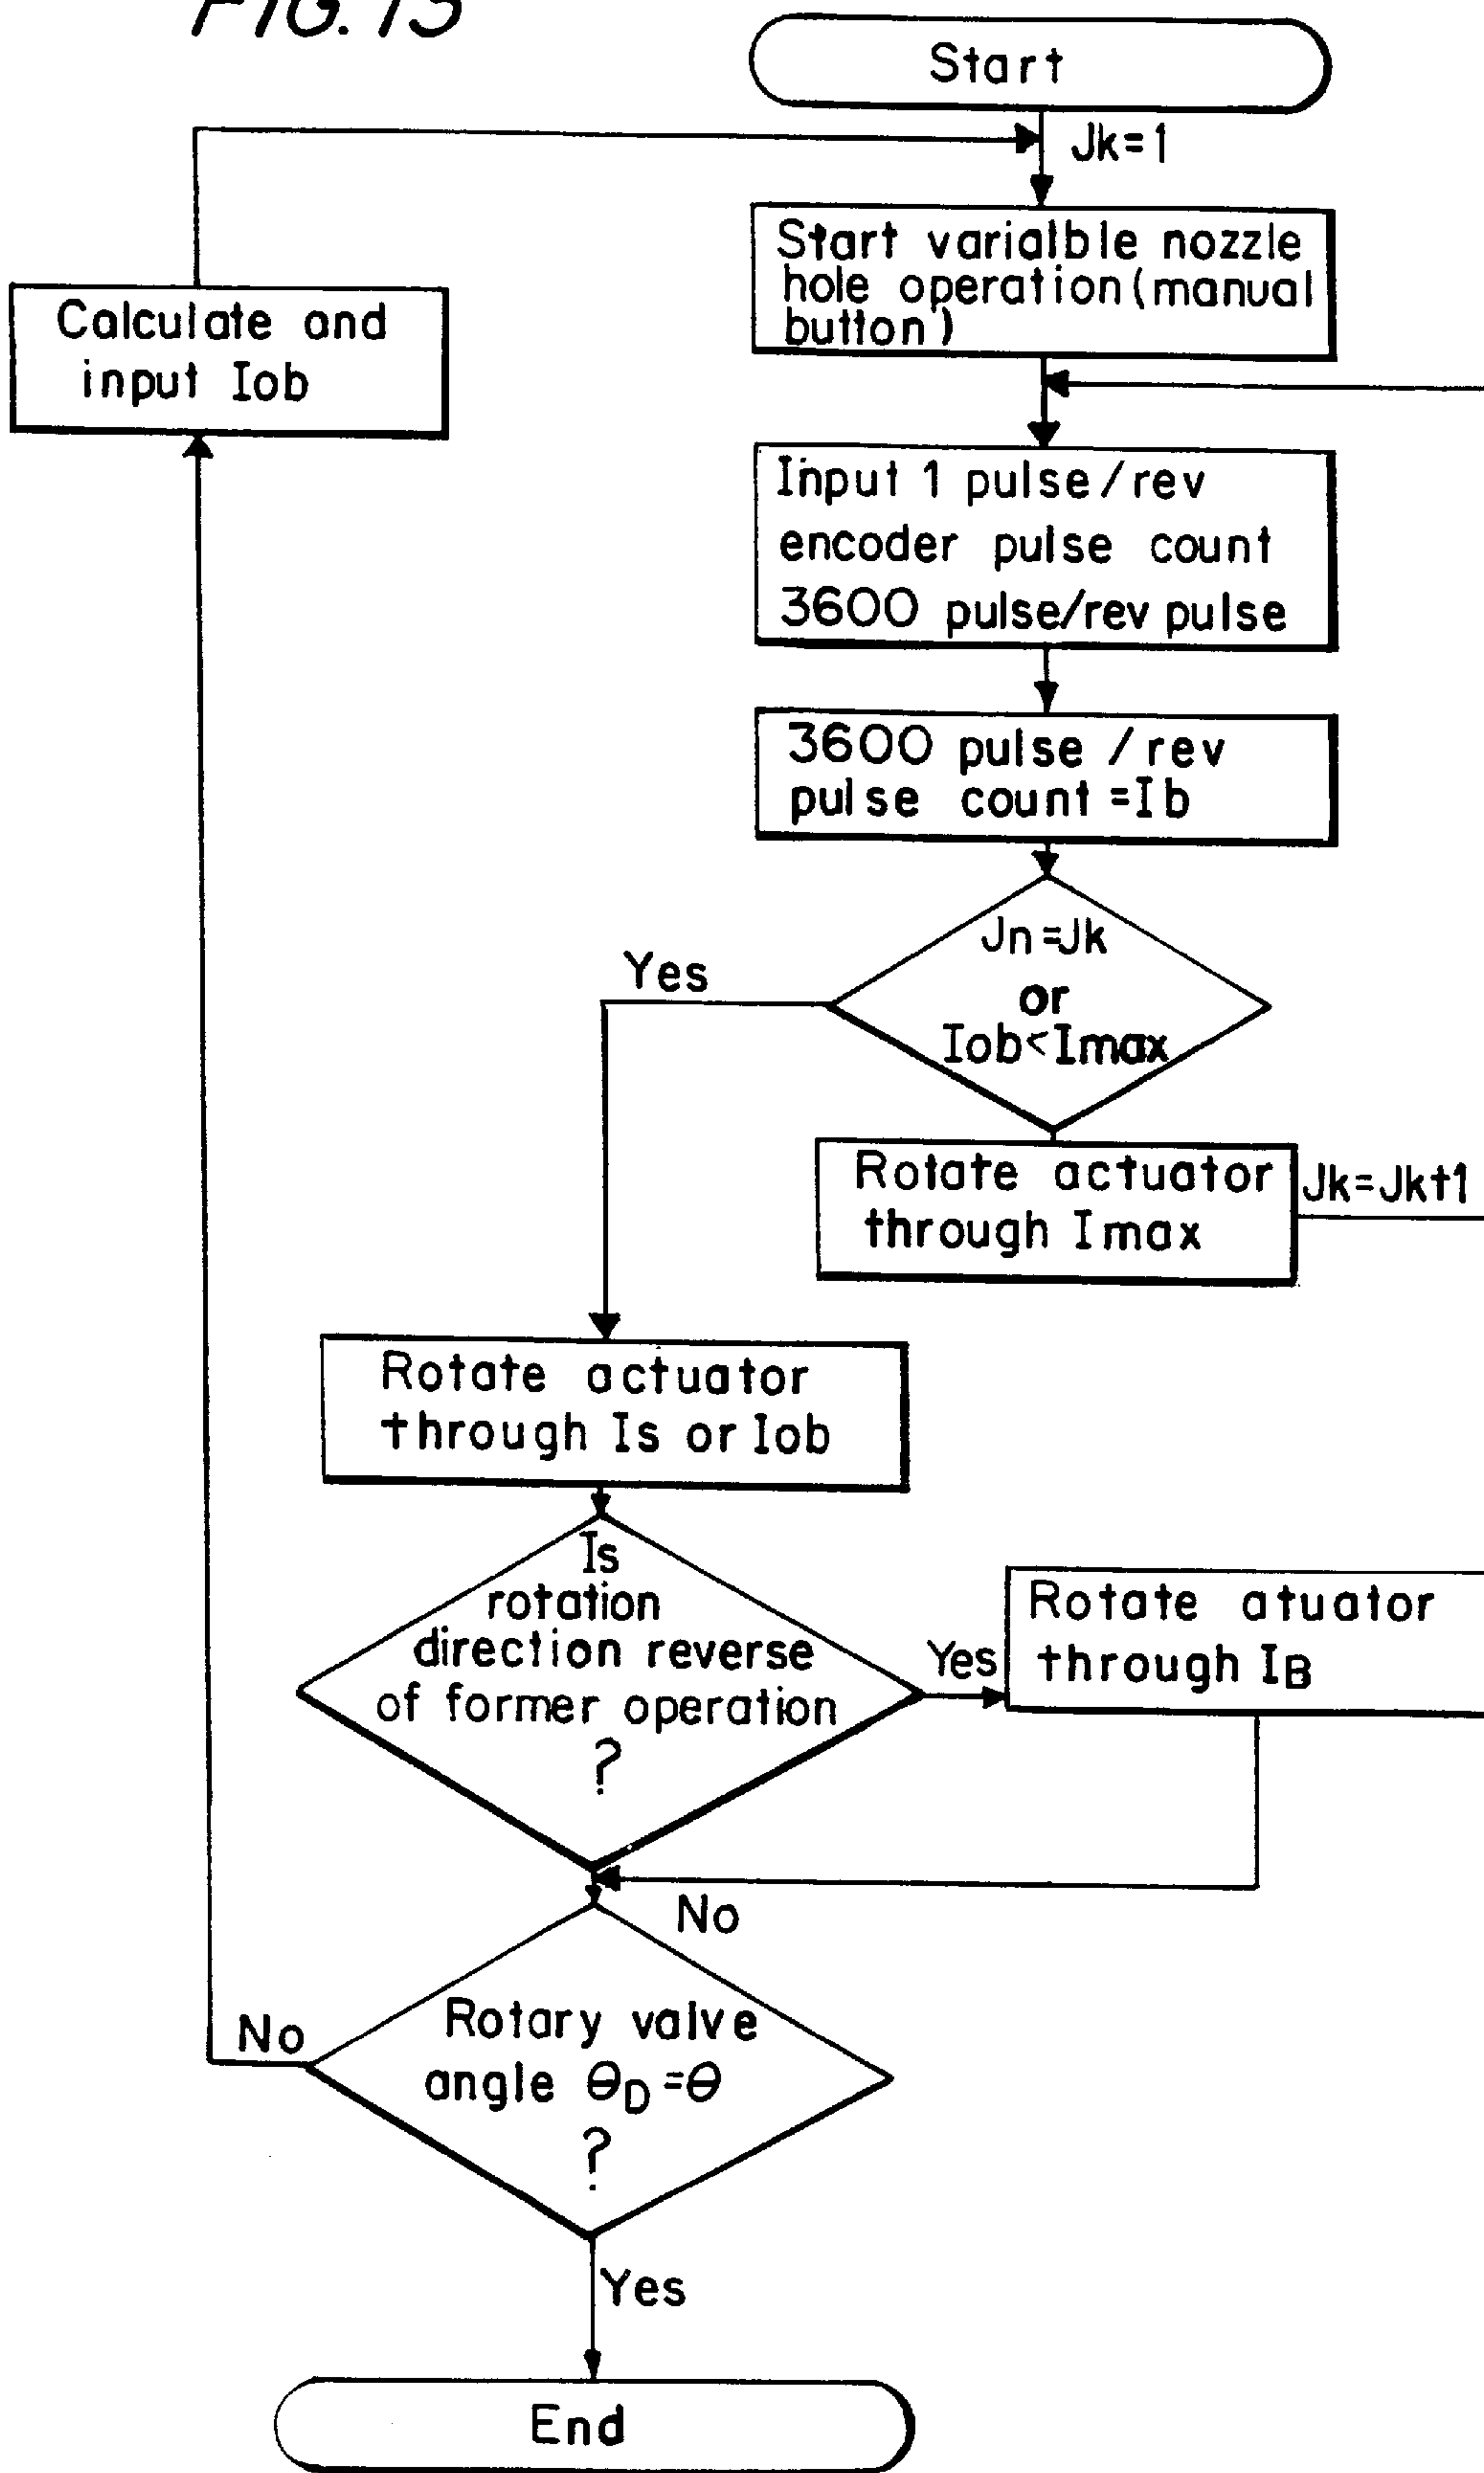 FIG. 13
Start
Jk=1
Start varialble nozzle
hole operation(manual
button)
Calculate and
input Iob
Input 1 pulse/rev
encoder pulse count
3600 pulse/rev pulse
3600 pulse /rev
pulse count=Ib
Jn=Jk
or
Iob<Imax
Yes
Rotate actuator
through Imax
Jk=Jkt1
Rotate actuator
through Is or Iob
Is
rotation
direction reverse
of former operation
?
Yes
Rotate atuator
through IB
No
Rotary valve
angle θD=θ
?
No
Yes
End